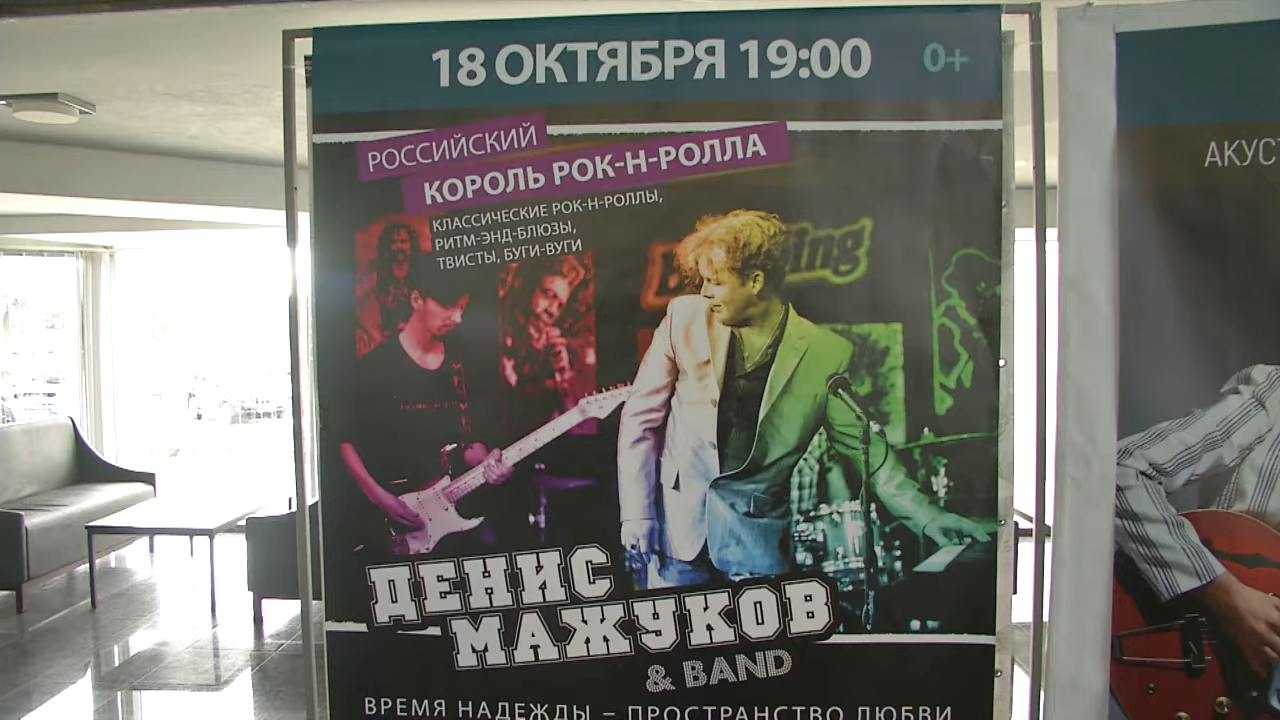 18 ОКТЯБРЯ 19:00
0+
РОССИЙСКИЙ
КОРОЛЬ РОК-Н-РОЛЛА
КЛАССИЧЕСКИЕ РОК-Н-РОЛЛЫ,
РИТМ-ЭНД-БЛЮЗЫ,
ТВИСТЫ, БУГИ-ВУГИ
ДЕНИС
МАЖУКОВ
& BAND
ВРЕМЯ НАДЕЖДЫ – ПРОСТРАНСТВО ЛЮБВИ